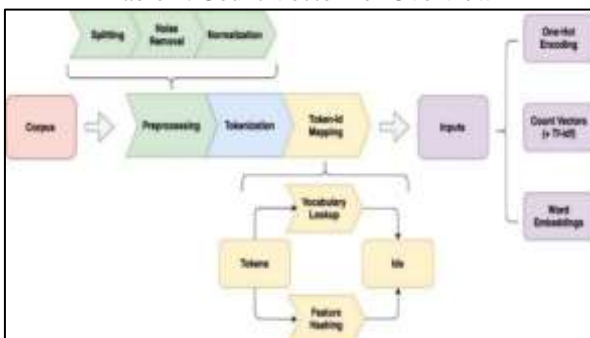 Splitting
Noise
Removal
Normalization
One-Hot
Encoding
Corpus
Preprocessing
Tokenization
Token-Id
Mapping
Inputs
Count Vectors
(+ Tf-idf)
Vocabulary
Lookup
Word
Embeddings
Tokens
Ids
Feature
Hashing